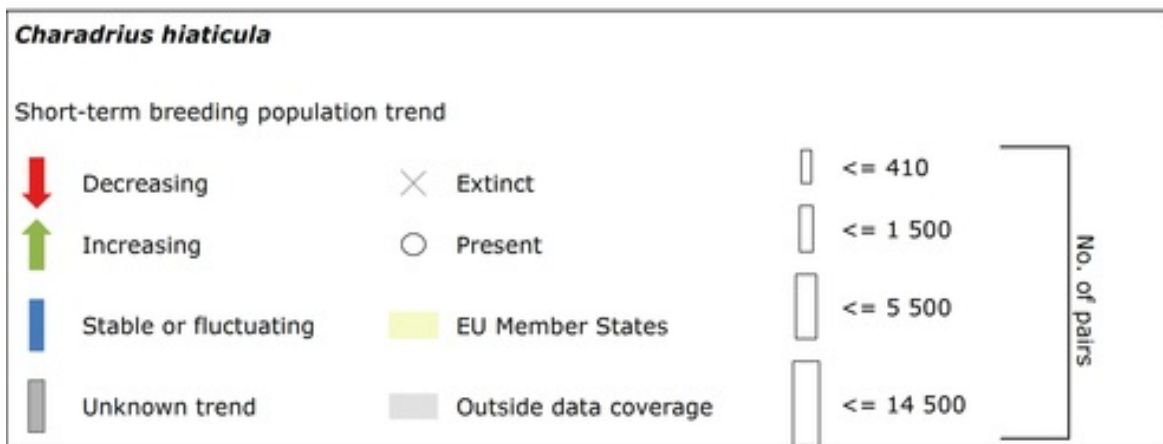 Charadrius hiaticula
Short-term breeding population trend
Decreasing
Increasing
Stable or fluctuating
Unknown trend
Extinct
Present
EU Member States
Outside data coverage
<= 410
<= 1 500
<= 5 500
<= 14 500
No. of pairs